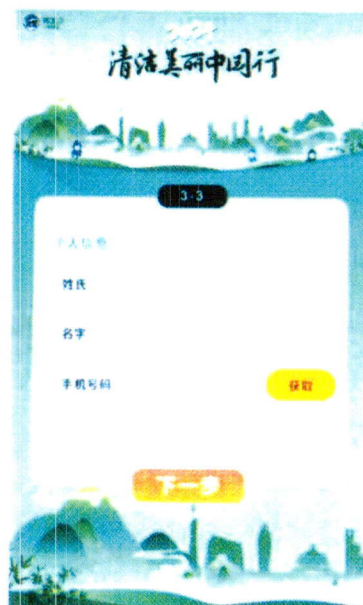 清洁美丽中国行
3-3
个人信息
姓氏
名字
手机号码
获取
下一步